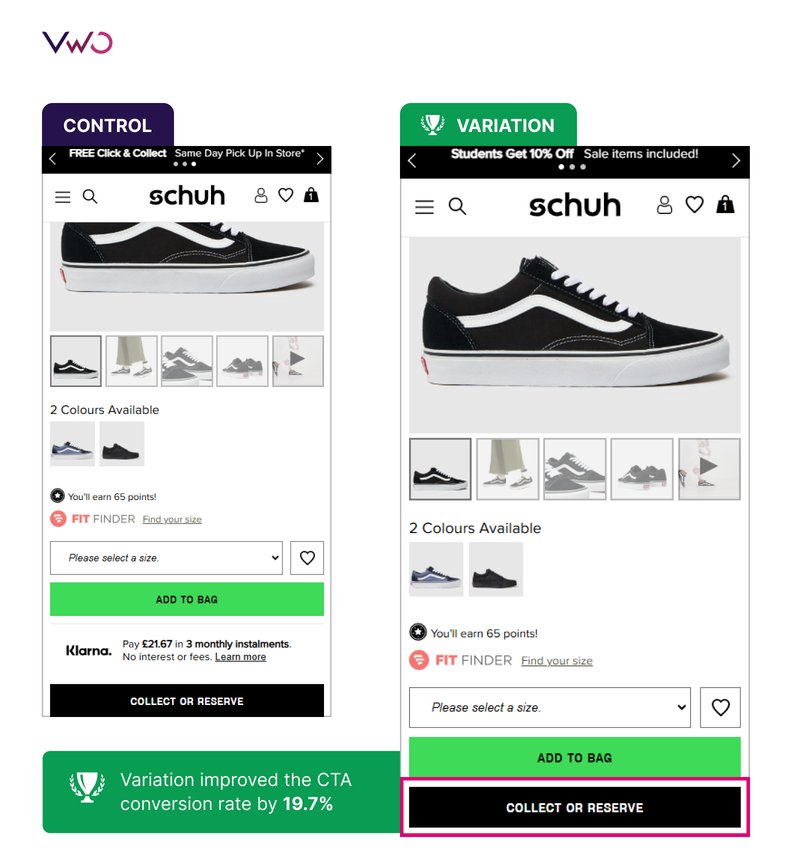 VWO
CONTROL
FREE Click & Collect Same Day Pick Up In Store*
schuh
1
2 Colours Available
You'll earn 65 points!
FIT FINDER Find your size
Please select a size.
ADD TO BAG
Klarna.
Pay £21.67 in 3 monthly instalments.
No interest or fees. Learn more
COLLECT OR RESERVE
VARIATION
Students Get 10% Off Sale items included!
schuh
1
2 Colours Available
You'll earn 65 points!
FIT FINDER Find your size
Please select a size.
ADD TO BAG
COLLECT OR RESERVE
Variation improved the CTA
conversion rate by 19.7%